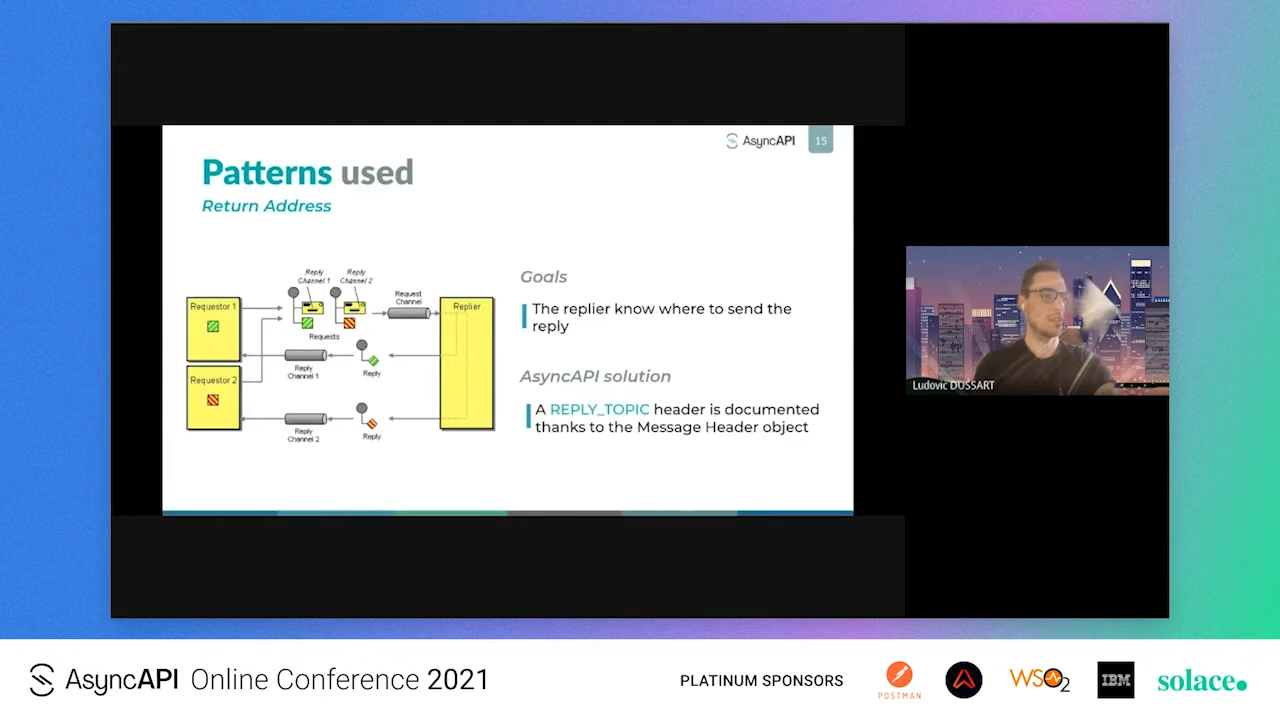 AsyncAPI
15
Patterns used
Return Address
Reply
Channel 1
Reply
Channel 2
Request
Channel
Requestor 1
Replier
Requests
Reply
Channel 1
Reply
Requestor 2
Reply
Channel 2
Reply
Goals
The replier know where to send the
reply
AsyncAPI solution
A REPLY_TOPIC header is documented
thanks to the Message Header object
Ludovic DUSSART
AsyncAPI Online Conference 2021
PLATINUM SPONSORS
POSTMAN
WSO2
IBM
solace.